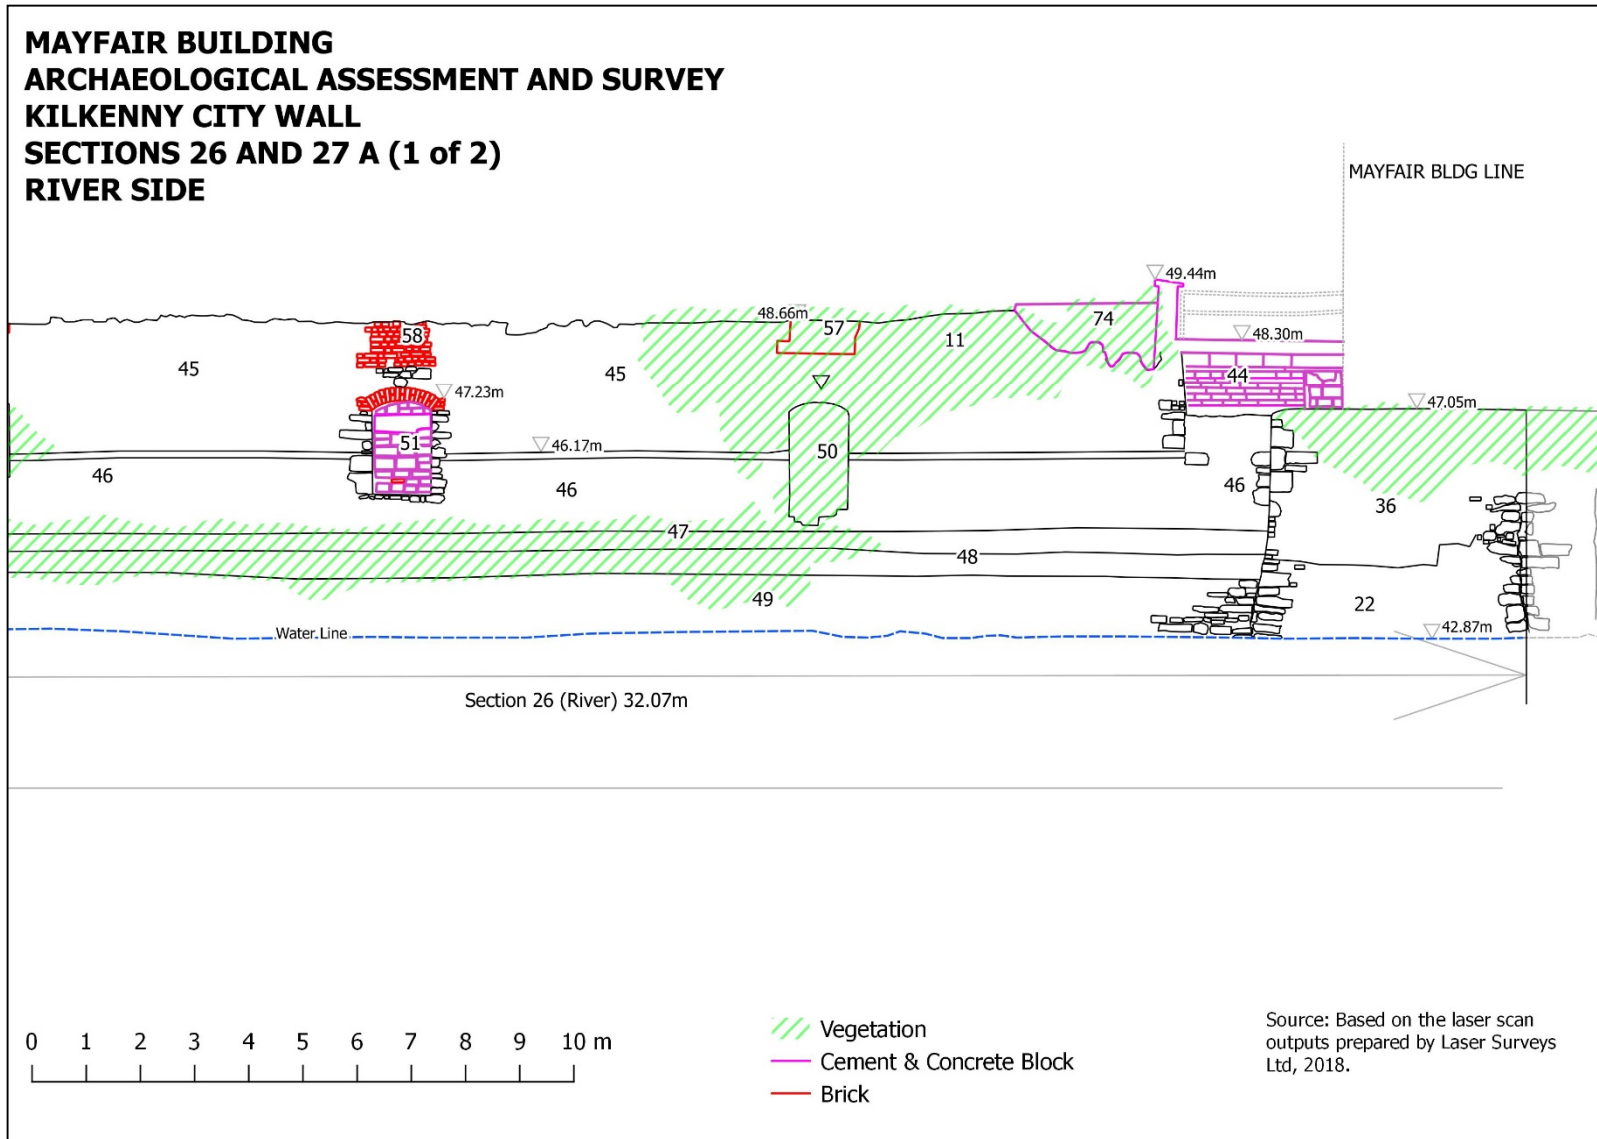 MAYFAIR BUILDING
ARCHAEOLOGICAL ASSESSMENT AND SURVEY
KILKENNY CITY WALL
SECTIONS 26 AND 27 A (1 of 2)
RIVER SIDE
MAYFAIR BLDG LINE
49.44m
48.66m
57
74
11
48.30m
58
45
45
44
47.23m
47.05m
51
46.17m
50
46
46
46
36
47
48
49
22
Water Line
42.87m
Section 26 (River) 32.07m
0 1 2 3 4 5 6 7 8 9 10 m
Vegetation
Cement & Concrete Block
Brick
Source: Based on the laser scan
outputs prepared by Laser Surveys
Ltd, 2018.